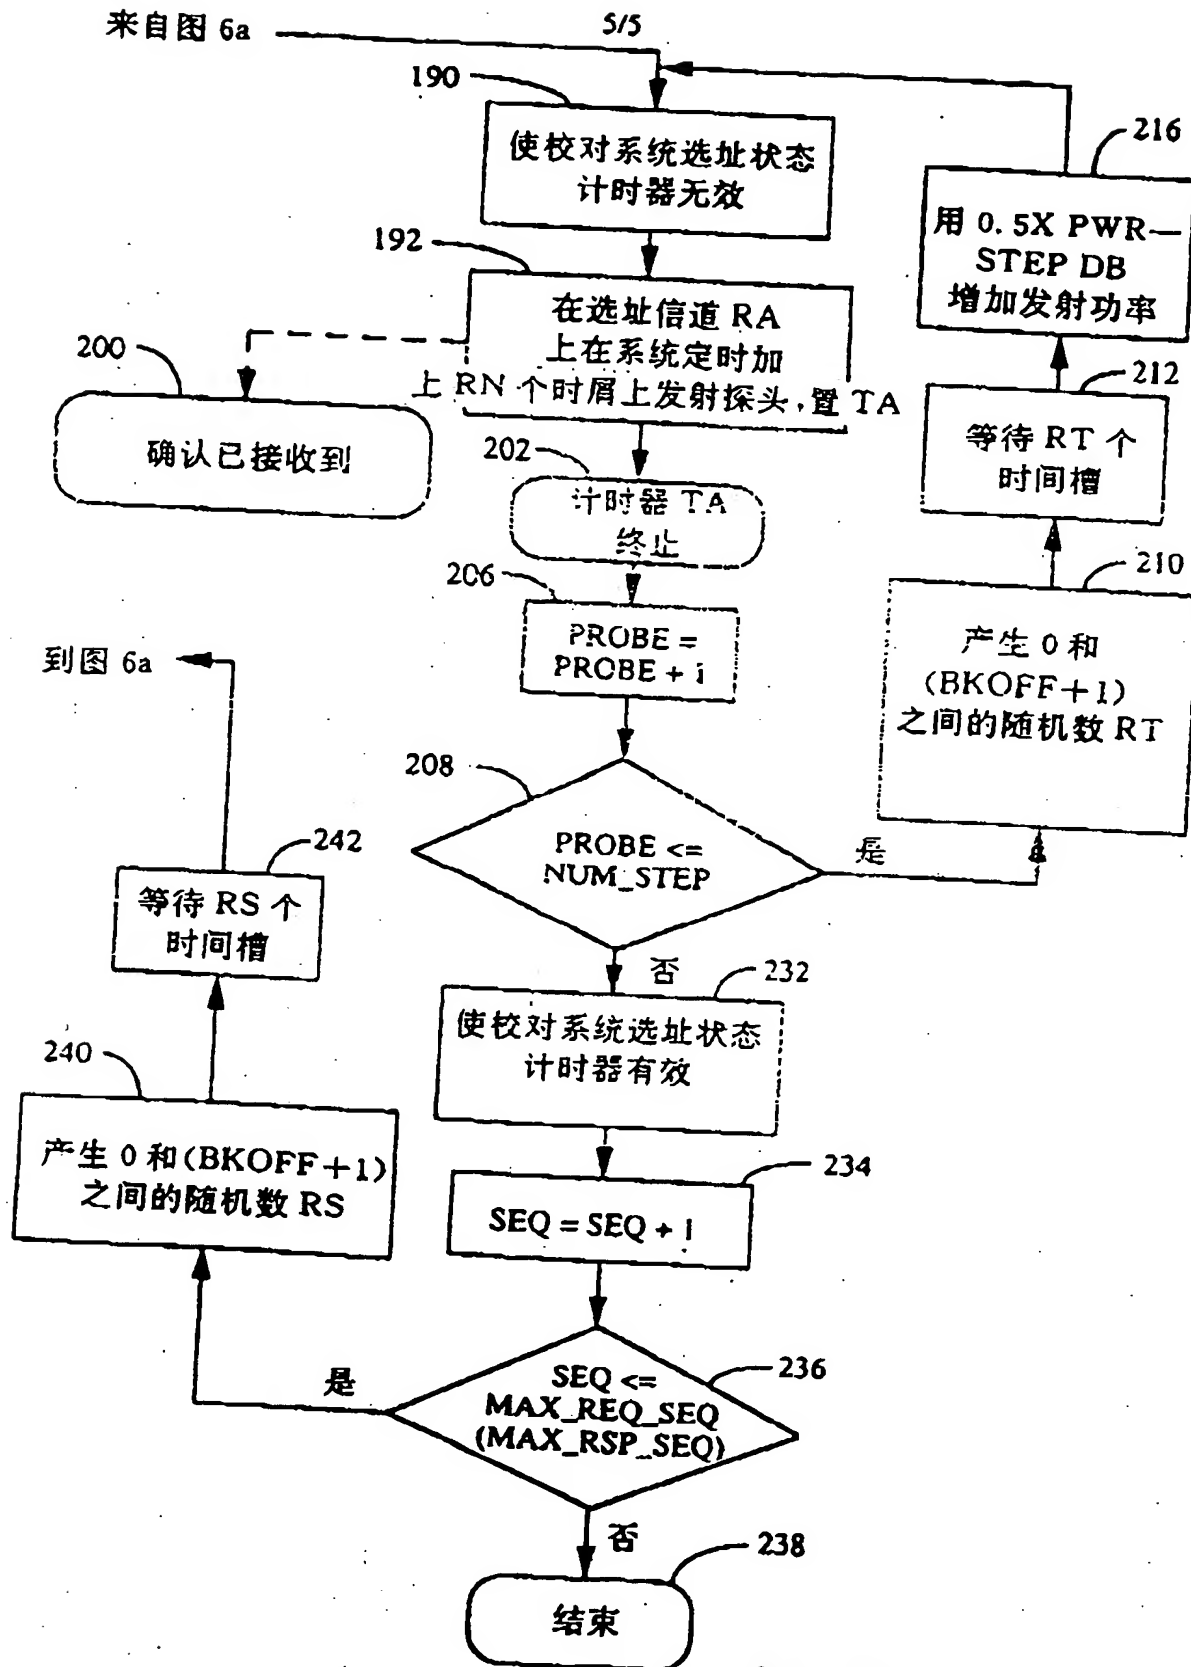 来自图 6a
5/5
190
使校对系统选址状态
计时器无效
216
用 0.5X PWR—
STEP DB
增加发射功率
192
在选址信道 RA
上在系统定时加
上 RN 个时屑上发射探头,置 TA
200
确认已接收到
212
等待 RT 个
时间槽
202
计时器 TA
终止
206
PROBE =
PROBE + 1
210
产生 0 和
(BKOFF+1)
之间的随机数 RT
到图 6a
208
PROBE <=
NUM_STEP
是
否
242
等待 RS 个
时间槽
232
使校对系统选址状态
计时器有效
240
产生 0 和(BKOFF+1)
之间的随机数 RS
234
SEQ = SEQ + 1
236
SEQ <=
MAX_REQ_SEQ
(MAX_RSP_SEQ)
是
否
238
结束